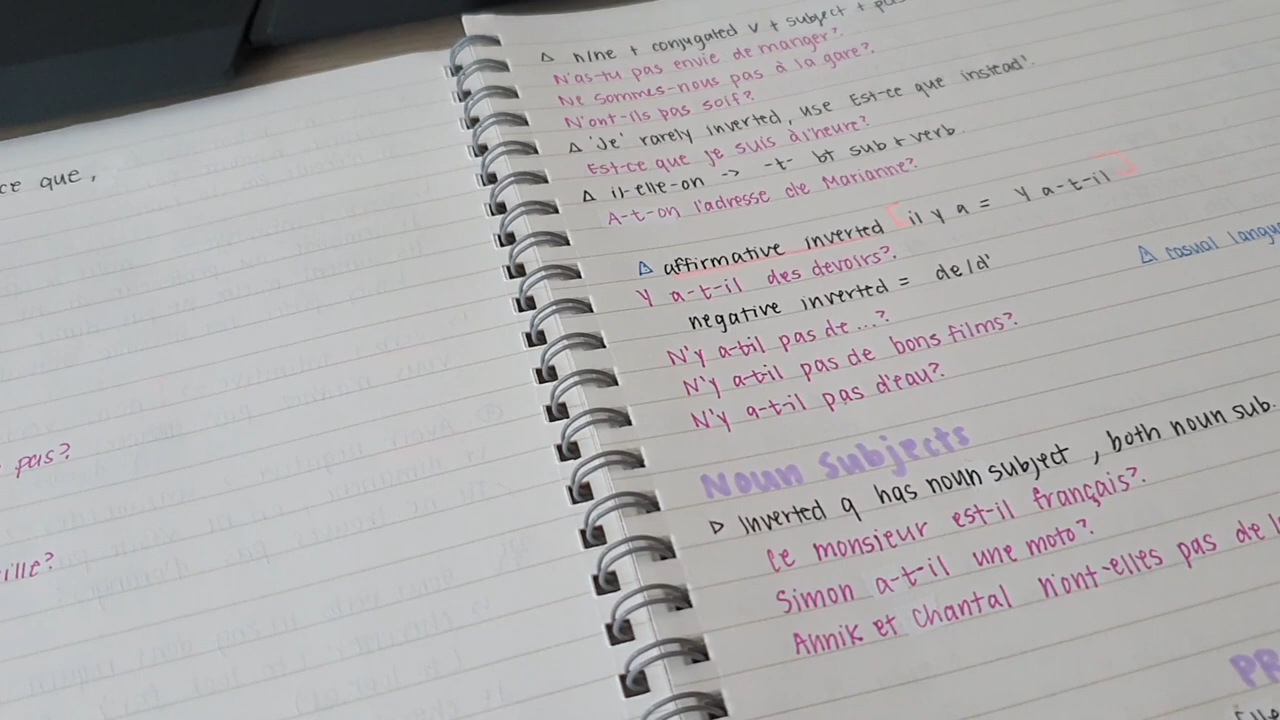 ce que,
pas?
ille?
△ n/ne + conjugated v + subject + pas
N'as-tu pas envie de manger?
Ne sommes-nous pas à la gare?
N'ont-ils pas soif?
△ 'Je' rarely inverted, use Est-ce que instead!
Est-ce que je suis à l'heure?
△ il-elle-on -> -t- bt sub + verb.
A-t-on l'adresse de Marianne?
△ affirmative inverted [il y a = Y a-t-il]
Y a-t-il des devoirs?
△ casual langu
negative inverted = de/d'
N'y a-t-il pas de...?
N'y a-t-il pas de bons films?
N'y a-t-il pas d'eau?
Noun Subjects
▷ Inverted q has noun subject, both noun sub.
Le monsieur est-il français?
Simon a-t-il une moto?
Annik et Chantal n'ont-elles pas de l
PR